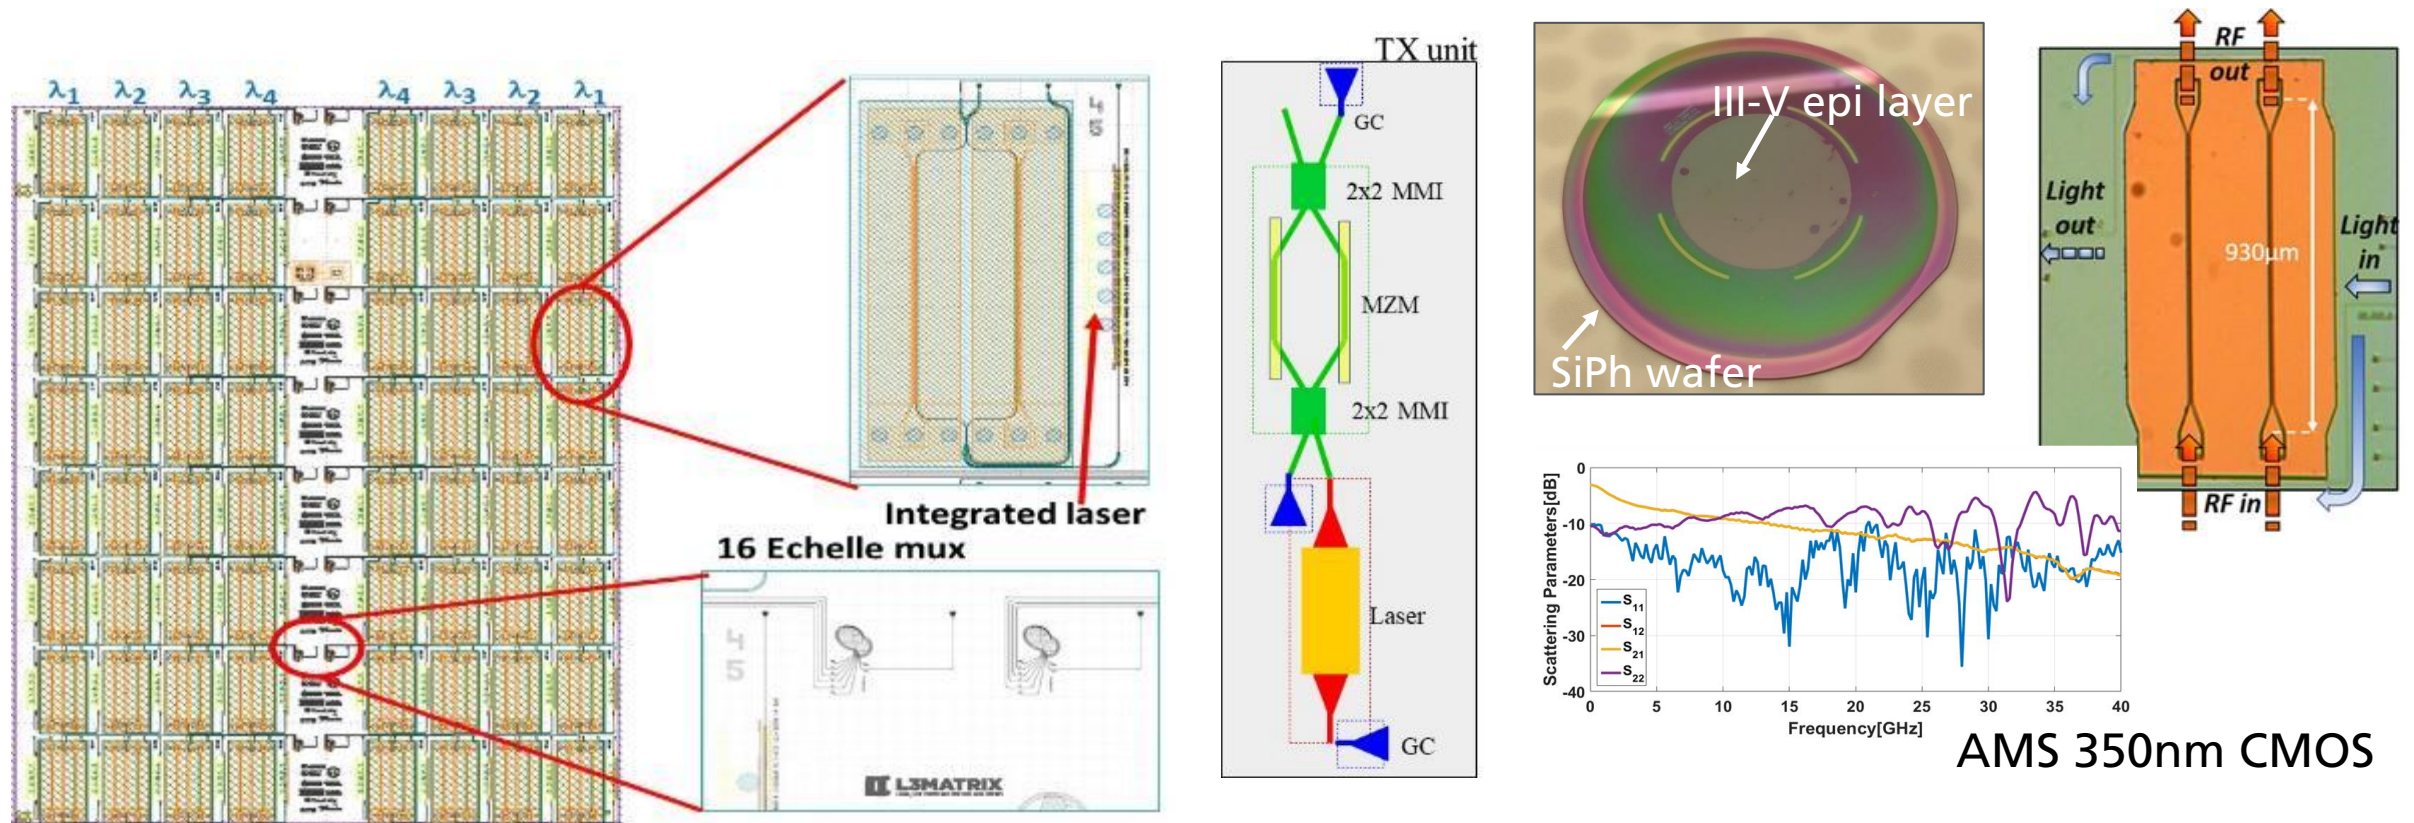 λ1 λ2 λ3 λ4 λ4 λ3 λ2 λ1
Integrated laser
16 Echelle mux
4
5
L3MATRIX
TX unit
GC
2x2 MMI
MZM
2x2 MMI
Laser
GC
III-V epi layer
SiPh wafer
RF
out
Light
out
930µm
Light
in
RF in
Scattering Parameters[dB]
0
-10
-20
-30
-40
S11
S12
S21
S22
0 5 10 15 20 25 30 35 40
Frequency[GHz]
AMS 350nm CMOS